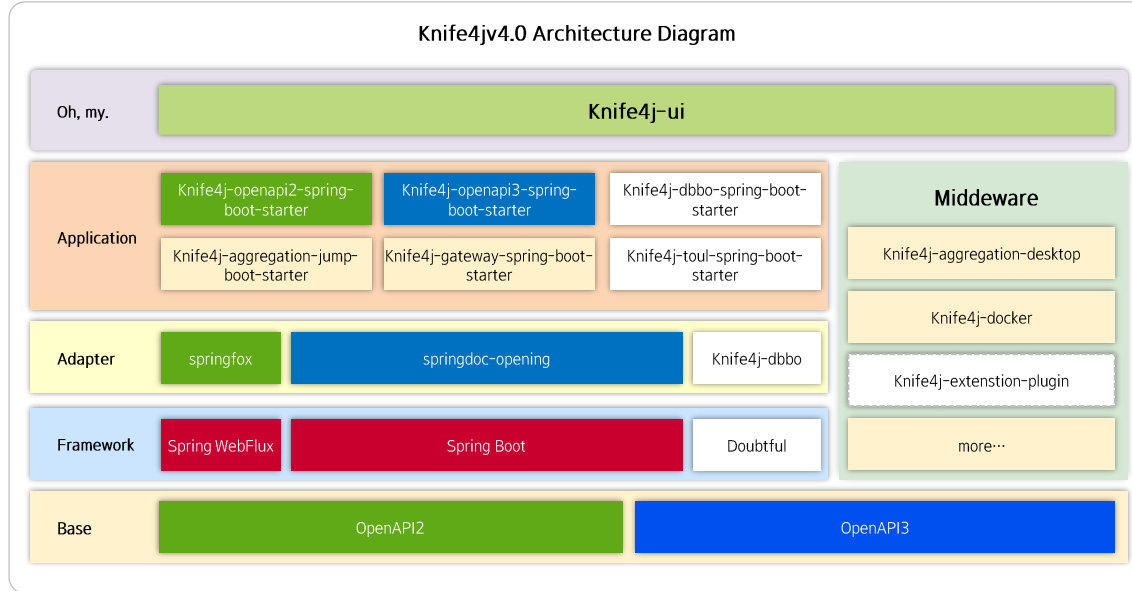 Knife4jv4.0 Architecture Diagram
Oh, my.
Knife4j-ui
Application
Knife4j-openapi2-spring-
boot-starter
Knife4j-openapi3-spring-
boot-starter
Knife4j-dbbo-spring-boot-
starter
Knife4j-aggregation-jump-
boot-starter
Knife4j-gateway-spring-boot-
starter
Knife4j-toul-spring-boot-
starter
Middeware
Knife4j-aggregation-desktop
Knife4j-docker
Knife4j-extenstion-plugin
more···
Adapter
springfox
springdoc-opening
Knife4j-dbbo
Framework
Spring WebFlux
Spring Boot
Doubtful
Base
OpenAPI2
OpenAPI3